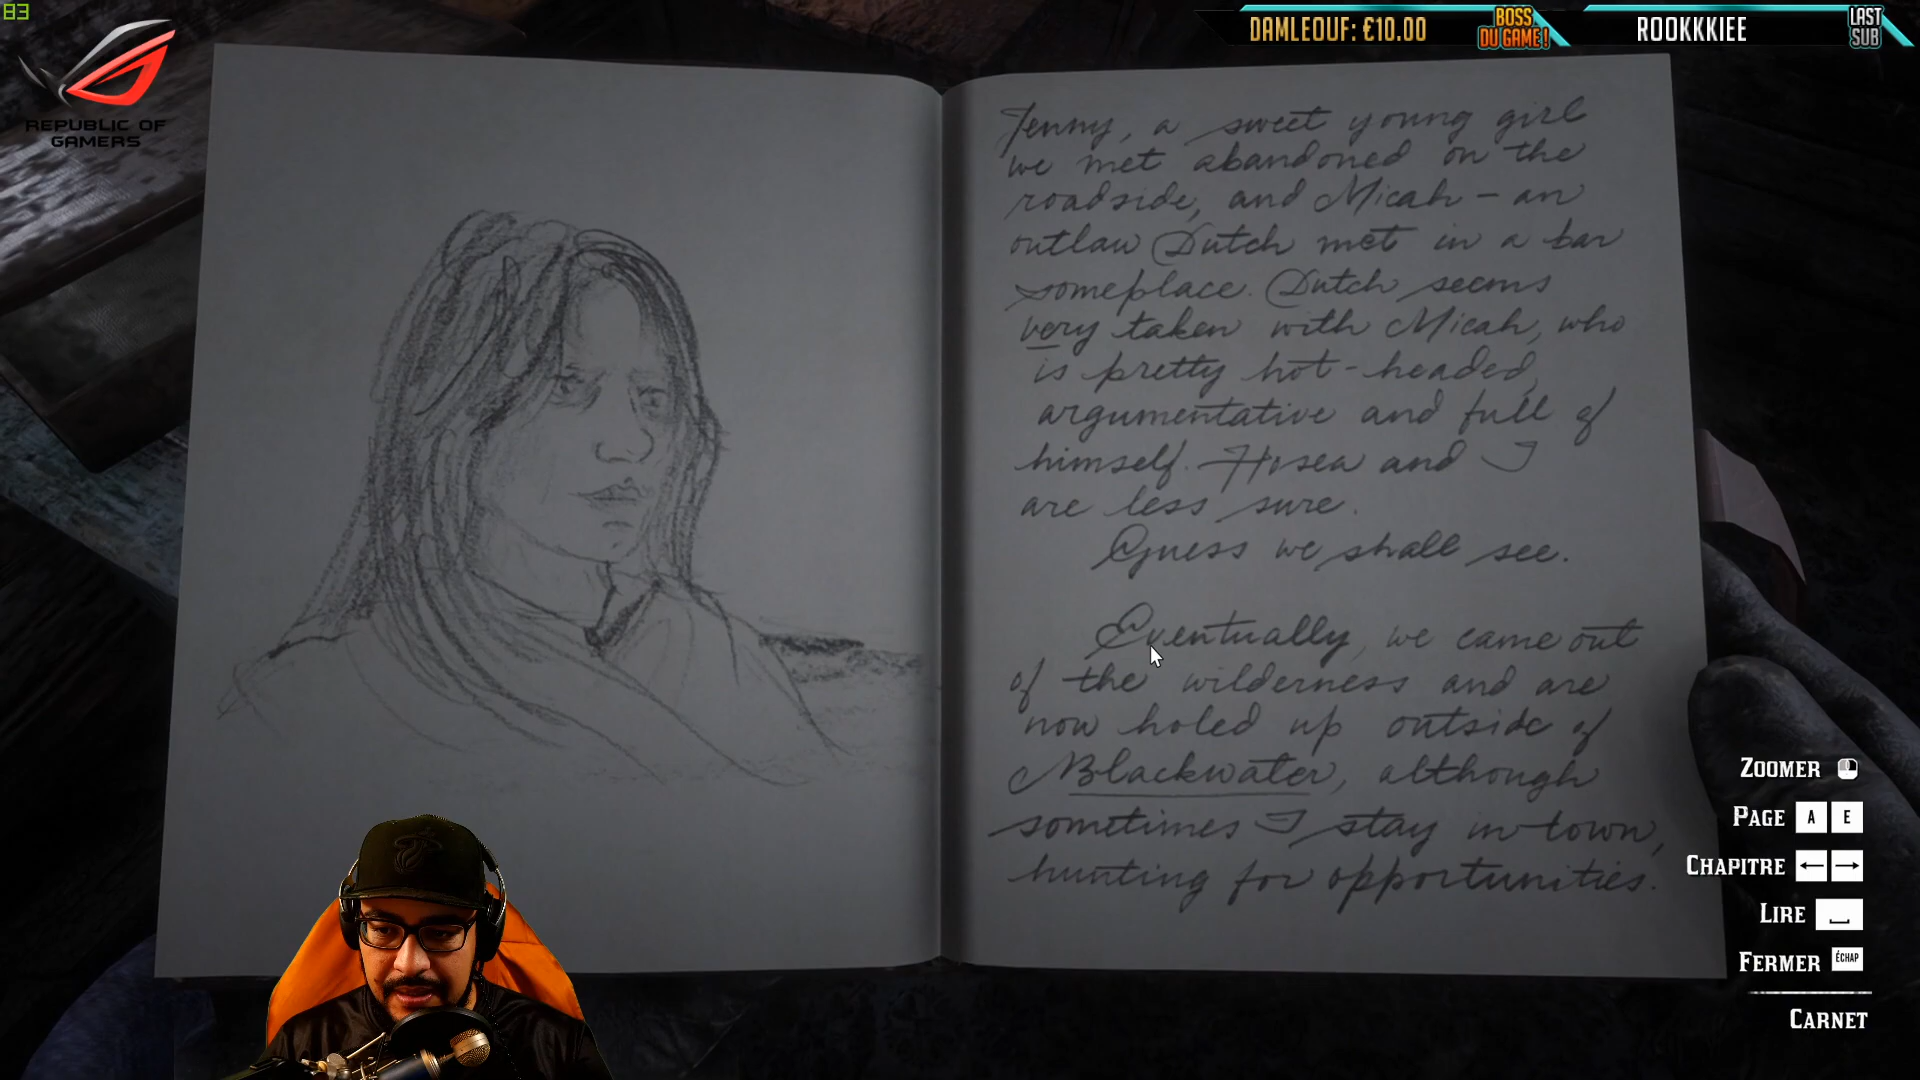 83
REPUBLIC OF
GAMERS
DAMLEOUF: €10.00
BOSS
DU GAME !
ROOKKKIEE
LAST
SUB
Jenny, a sweet young girl
we met abandoned on the
roadside, and Micah - an
outlaw Dutch met in a bar
someplace. Dutch seems
very taken with Micah, who
is pretty hot-headed,
argumentative and full of
himself. Hosea and I
are less sure.
Guess we shall see.
Eventually, we came out
of the wilderness and are
now holed up outside of
Blackwater, although
sometimes I stay in town,
hunting for opportunities.
ZOOMER
PAGE A E
CHAPITRE ← →
LIRE
FERMER ÉCHAP
CARNET